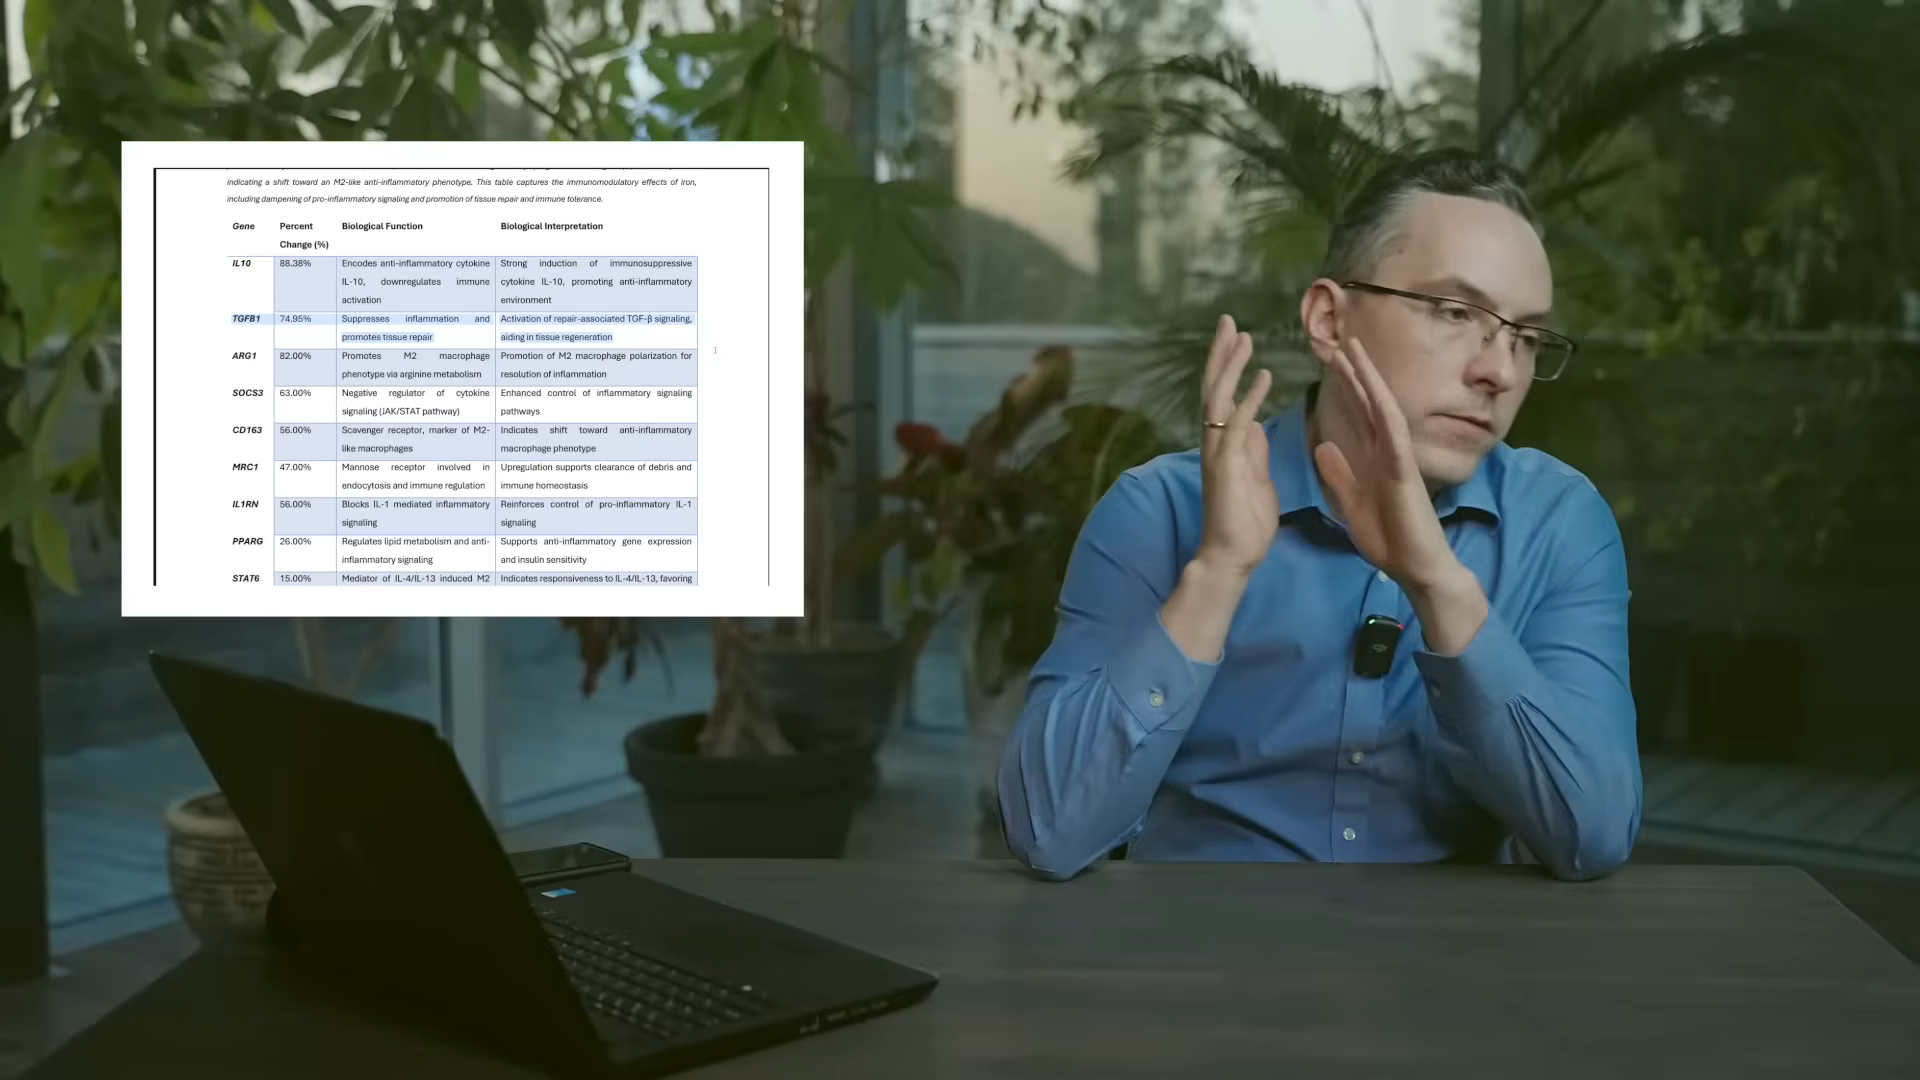 indicating a shift toward an M2-like anti-inflammatory phenotype. This table captures the immunomodulatory effects of iron,
including dampening of pro-inflammatory signaling and promotion of tissue repair and immune tolerance.
Gene Percent Change (%) Biological Function Biological Interpretation
IL10 88.38% Encodes anti-inflammatory cytokine IL-10, downregulates immune activation Strong induction of immunosuppressive cytokine IL-10, promoting anti-inflammatory environment
TGFB1 74.95% Suppresses inflammation and promotes tissue repair Activation of repair-associated TGF-β signaling, aiding in tissue regeneration
ARG1 82.00% Promotes M2 macrophage phenotype via arginine metabolism Promotion of M2 macrophage polarization for resolution of inflammation
SOCS3 63.00% Negative regulator of cytokine signaling (JAK/STAT pathway) Enhanced control of inflammatory signaling pathways
CD163 56.00% Scavenger receptor, marker of M2-like macrophages Indicates shift toward anti-inflammatory macrophage phenotype
MRC1 47.00% Mannose receptor involved in endocytosis and immune regulation Upregulation supports clearance of debris and immune homeostasis
IL1RN 56.00% Blocks IL-1 mediated inflammatory signaling Reinforces control of pro-inflammatory IL-1 signaling
PPARG 26.00% Regulates lipid metabolism and anti-inflammatory signaling Supports anti-inflammatory gene expression and insulin sensitivity
STAT6 15.00% Mediator of IL-4/IL-13 induced M2 Indicates responsiveness to IL-4/IL-13, favoring